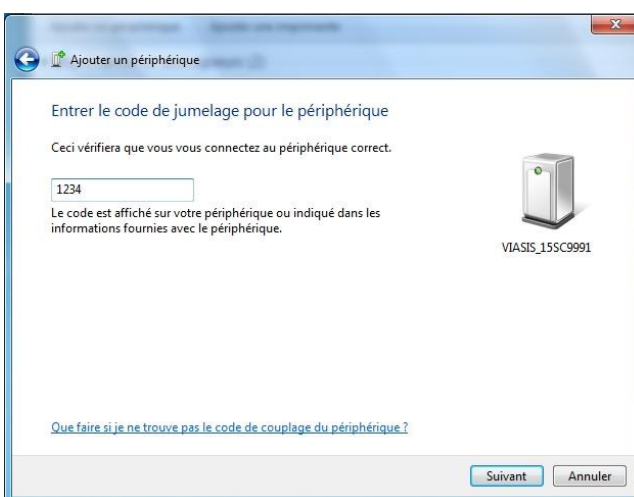 Ajouter un périphérique
Entrer le code de jumelage pour le périphérique
Ceci vérifiera que vous vous connectez au périphérique correct.
1234
Le code est affiché sur votre périphérique ou indiqué dans les
informations fournies avec le périphérique.
VIASIS_15SC9991
Que faire si je ne trouve pas le code de couplage du périphérique ?
Suivant
Annuler